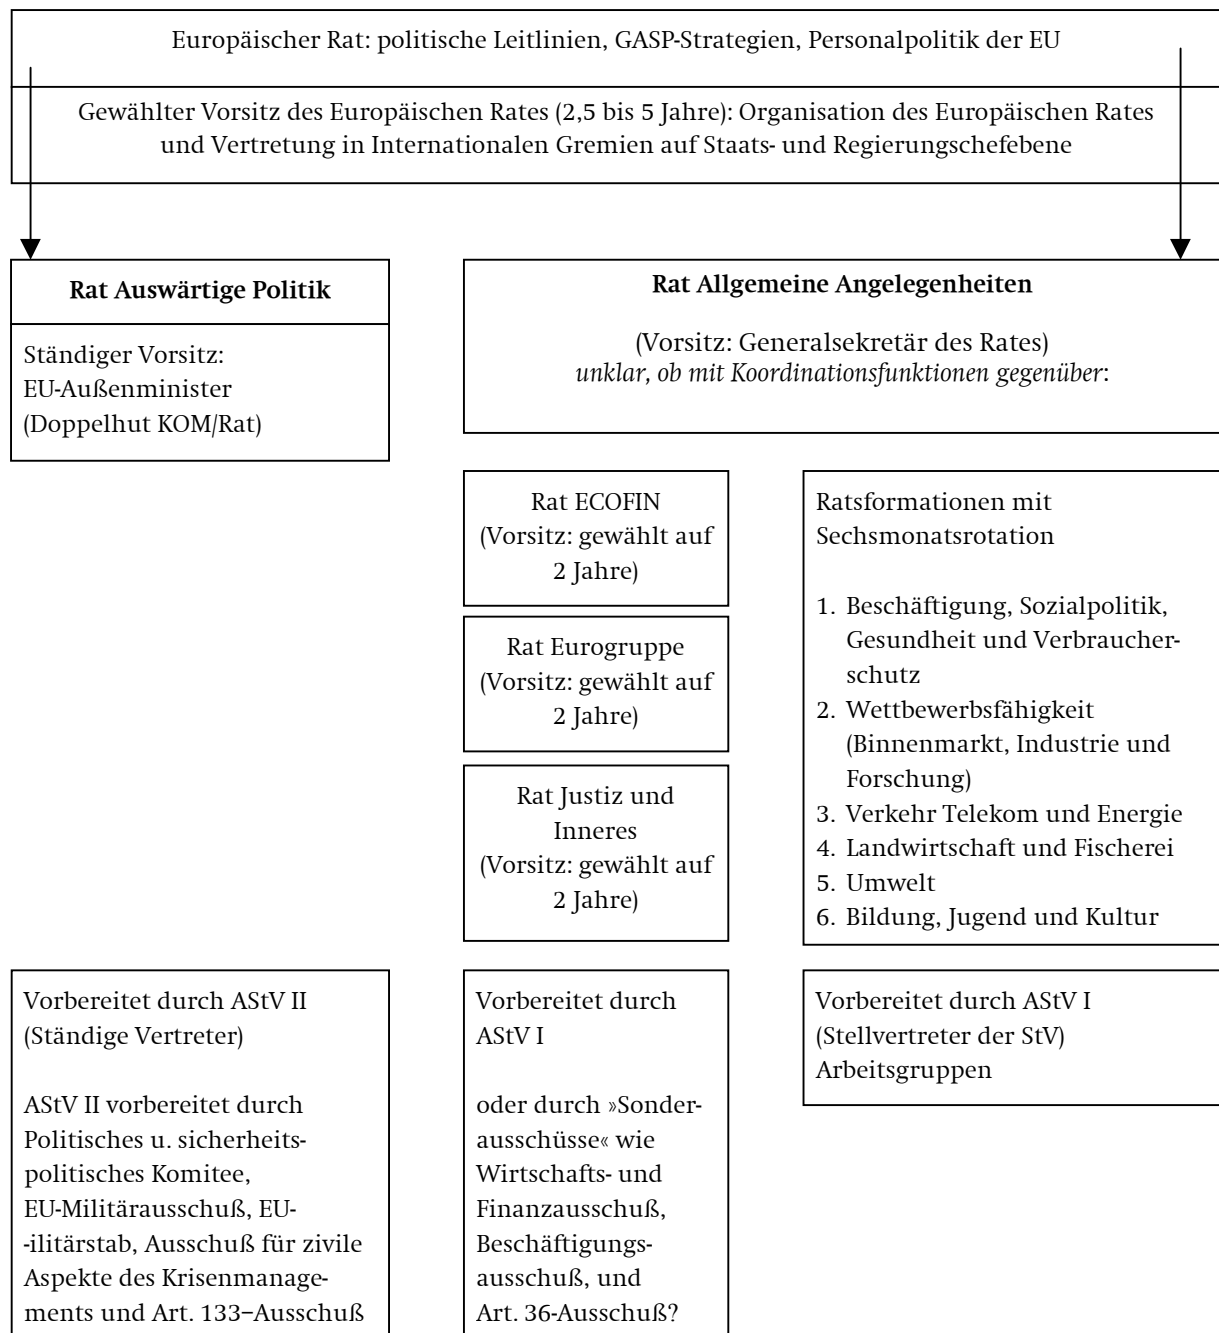 Europäischer Rat: politische Leitlinien, GASP-Strategien, Personalpolitik der EU
Gewählter Vorsitz des Europäischen Rates (2,5 bis 5 Jahre): Organisation des Europäischen Rates
und Vertretung in Internationalen Gremien auf Staats- und Regierungschefebene
Rat Auswärtige Politik
Ständiger Vorsitz:
EU-Außenminister
(Doppelhut KOM/Rat)
Rat Allgemeine Angelegenheiten
(Vorsitz: Generalsekretär des Rates)
unklar, ob mit Koordinationsfunktionen gegenüber:
Rat ECOFIN
(Vorsitz: gewählt auf
2 Jahre)
Rat Eurogruppe
(Vorsitz: gewählt auf
2 Jahre)
Rat Justiz und
Inneres
(Vorsitz: gewählt auf
2 Jahre)
Ratsformationen mit
Sechsmonatsrotation
1. Beschäftigung, Sozialpolitik,
Gesundheit und Verbraucher-
schutz
2. Wettbewerbsfähigkeit
(Binnenmarkt, Industrie und
Forschung)
3. Verkehr Telekom und Energie
4. Landwirtschaft und Fischerei
5. Umwelt
6. Bildung, Jugend und Kultur
Vorbereitet durch AStV II
(Ständige Vertreter)
AStV II vorbereitet durch
Politisches u. sicherheits-
politisches Komitee,
EU-Militärausschuß, EU-
-ilitärstab, Ausschuß für zivile
Aspekte des Krisenmanage-
ments und Art. 133–Ausschuß
Vorbereitet durch
AStV I
oder durch »Sonder-
ausschüsse« wie
Wirtschafts- und
Finanzausschuß,
Beschäftigungs-
ausschuß, und
Art. 36-Ausschuß?
Vorbereitet durch AStV I
(Stellvertreter der StV)
Arbeitsgruppen